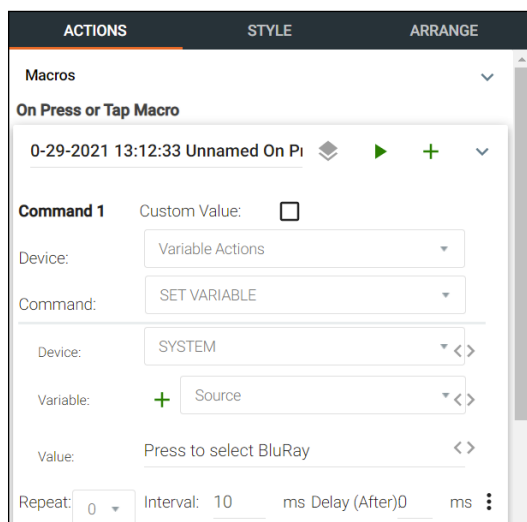 ACTIONS STYLE ARRANGE
Macros
On Press or Tap Macro
0-29-2021 13:12:33 Unnamed On Pr
Command 1 Custom Value:
Device: Variable Actions
Command: SET VARIABLE
Device: SYSTEM
Variable: Source
Value: Press to select BluRay
Repeat: 0 Interval: 10 ms Delay (After)0 ms